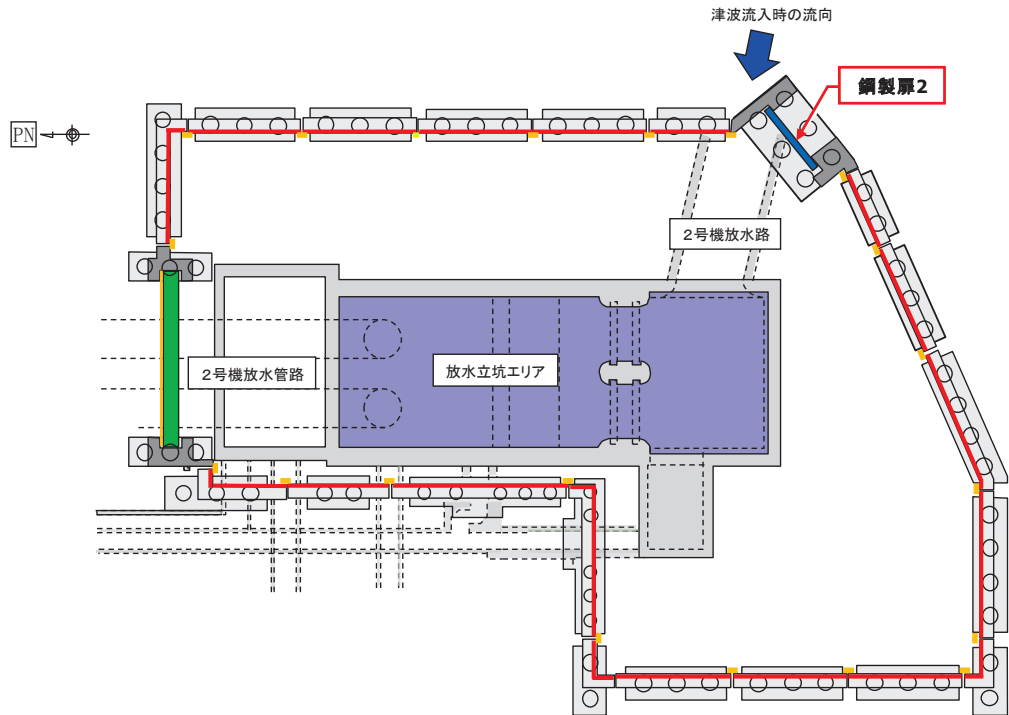 津波流入時の流向
鋼製扉2
PN
2号機放水路
2号機放水管路
放水立坑エリア